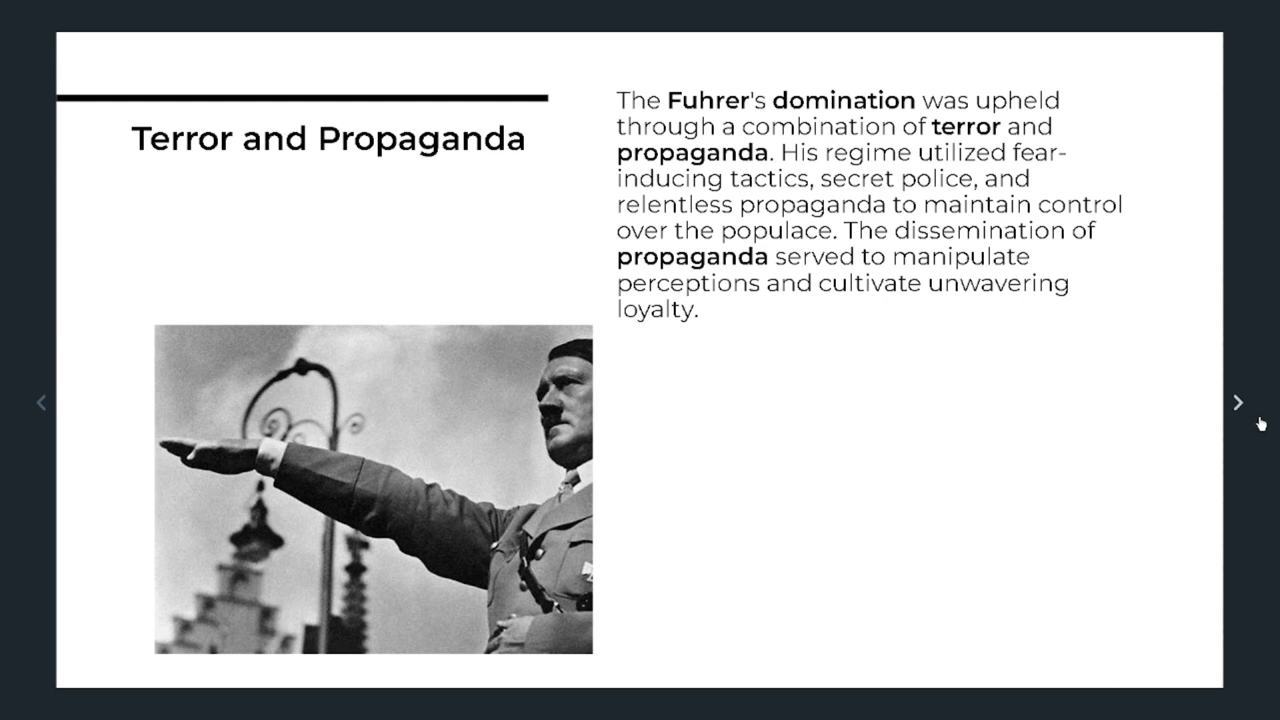 Terror and Propaganda
The Fuhrer's domination was upheld
through a combination of terror and
propaganda. His regime utilized fear-
inducing tactics, secret police, and
relentless propaganda to maintain control
over the populace. The dissemination of
propaganda served to manipulate
perceptions and cultivate unwavering
loyalty.